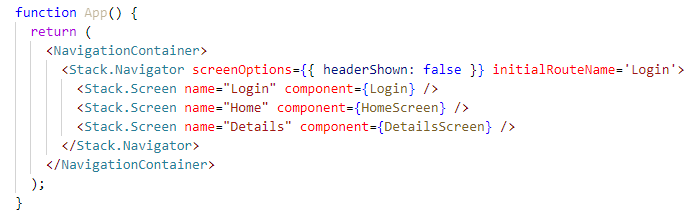 function App() {
  return (
    <NavigationContainer>
      <Stack.Navigator screenOptions={{ headerShown: false }} initialRouteName='Login'>
        <Stack.Screen name="Login" component={Login} />
        <Stack.Screen name="Home" component={HomeScreen} />
        <Stack.Screen name="Details" component={DetailsScreen} />
      </Stack.Navigator>
    </NavigationContainer>
  );
}